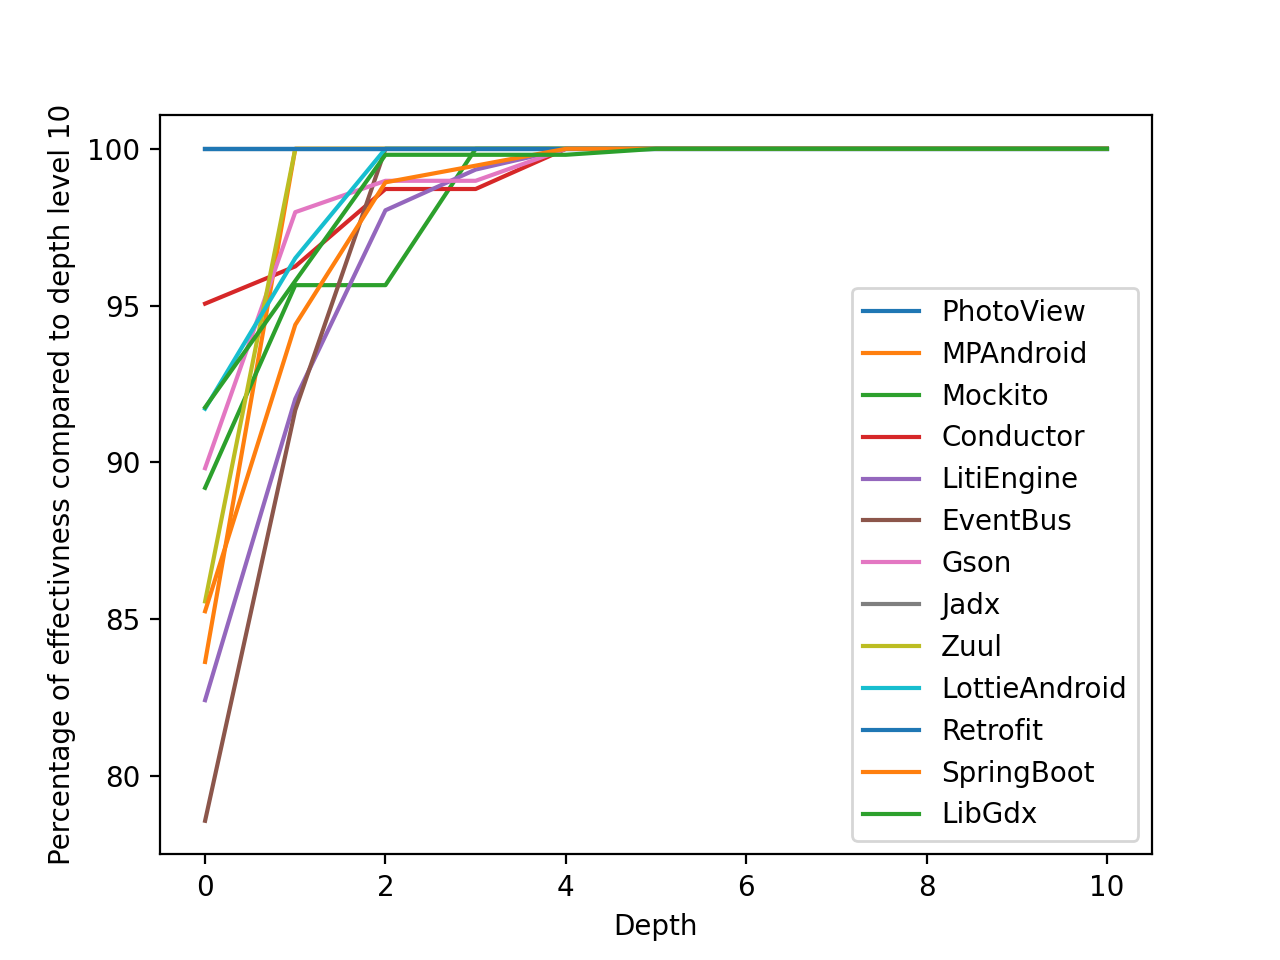 Percentage of effectivness compared to depth level 10
100
95
90
85
80
0 2 4 6 8 10
Depth
PhotoView
MPAndroid
Mockito
Conductor
LitiEngine
EventBus
Gson
Jadx
Zuul
LottieAndroid
Retrofit
SpringBoot
LibGdx